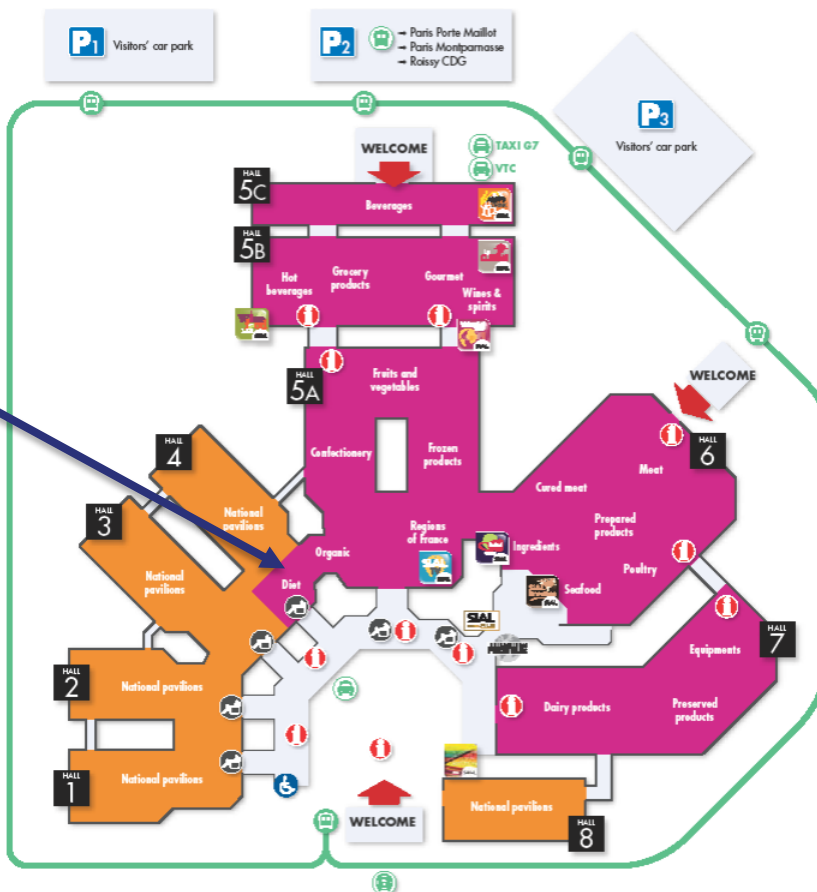 P1 Visitors' car park
P2
→ Paris Porte Maillot
→ Paris Montparnasse
→ Roissy CDG
P3
Visitors' car park
WELCOME
TAXI G7
VTC
HALL
5C
Beverages
HALL
5B
Hot
beverages
Grocery
products
Gourmet
Wines &
spirits
HALL
5A
Fruits and
vegetables
Confectionery
Frozen
products
Organic
Regions
of France
Diet
WELCOME
HALL
6
Meat
Cured meat
Prepared
products
Ingredients
Poultry
Seafood
SIAL
HALL
4
National
pavilions
HALL
3
National
pavilions
HALL
2
National pavilions
HALL
1
National pavilions
HALL
7
Equipments
Dairy products
Preserved
products
National pavilions
HALL
8
WELCOME